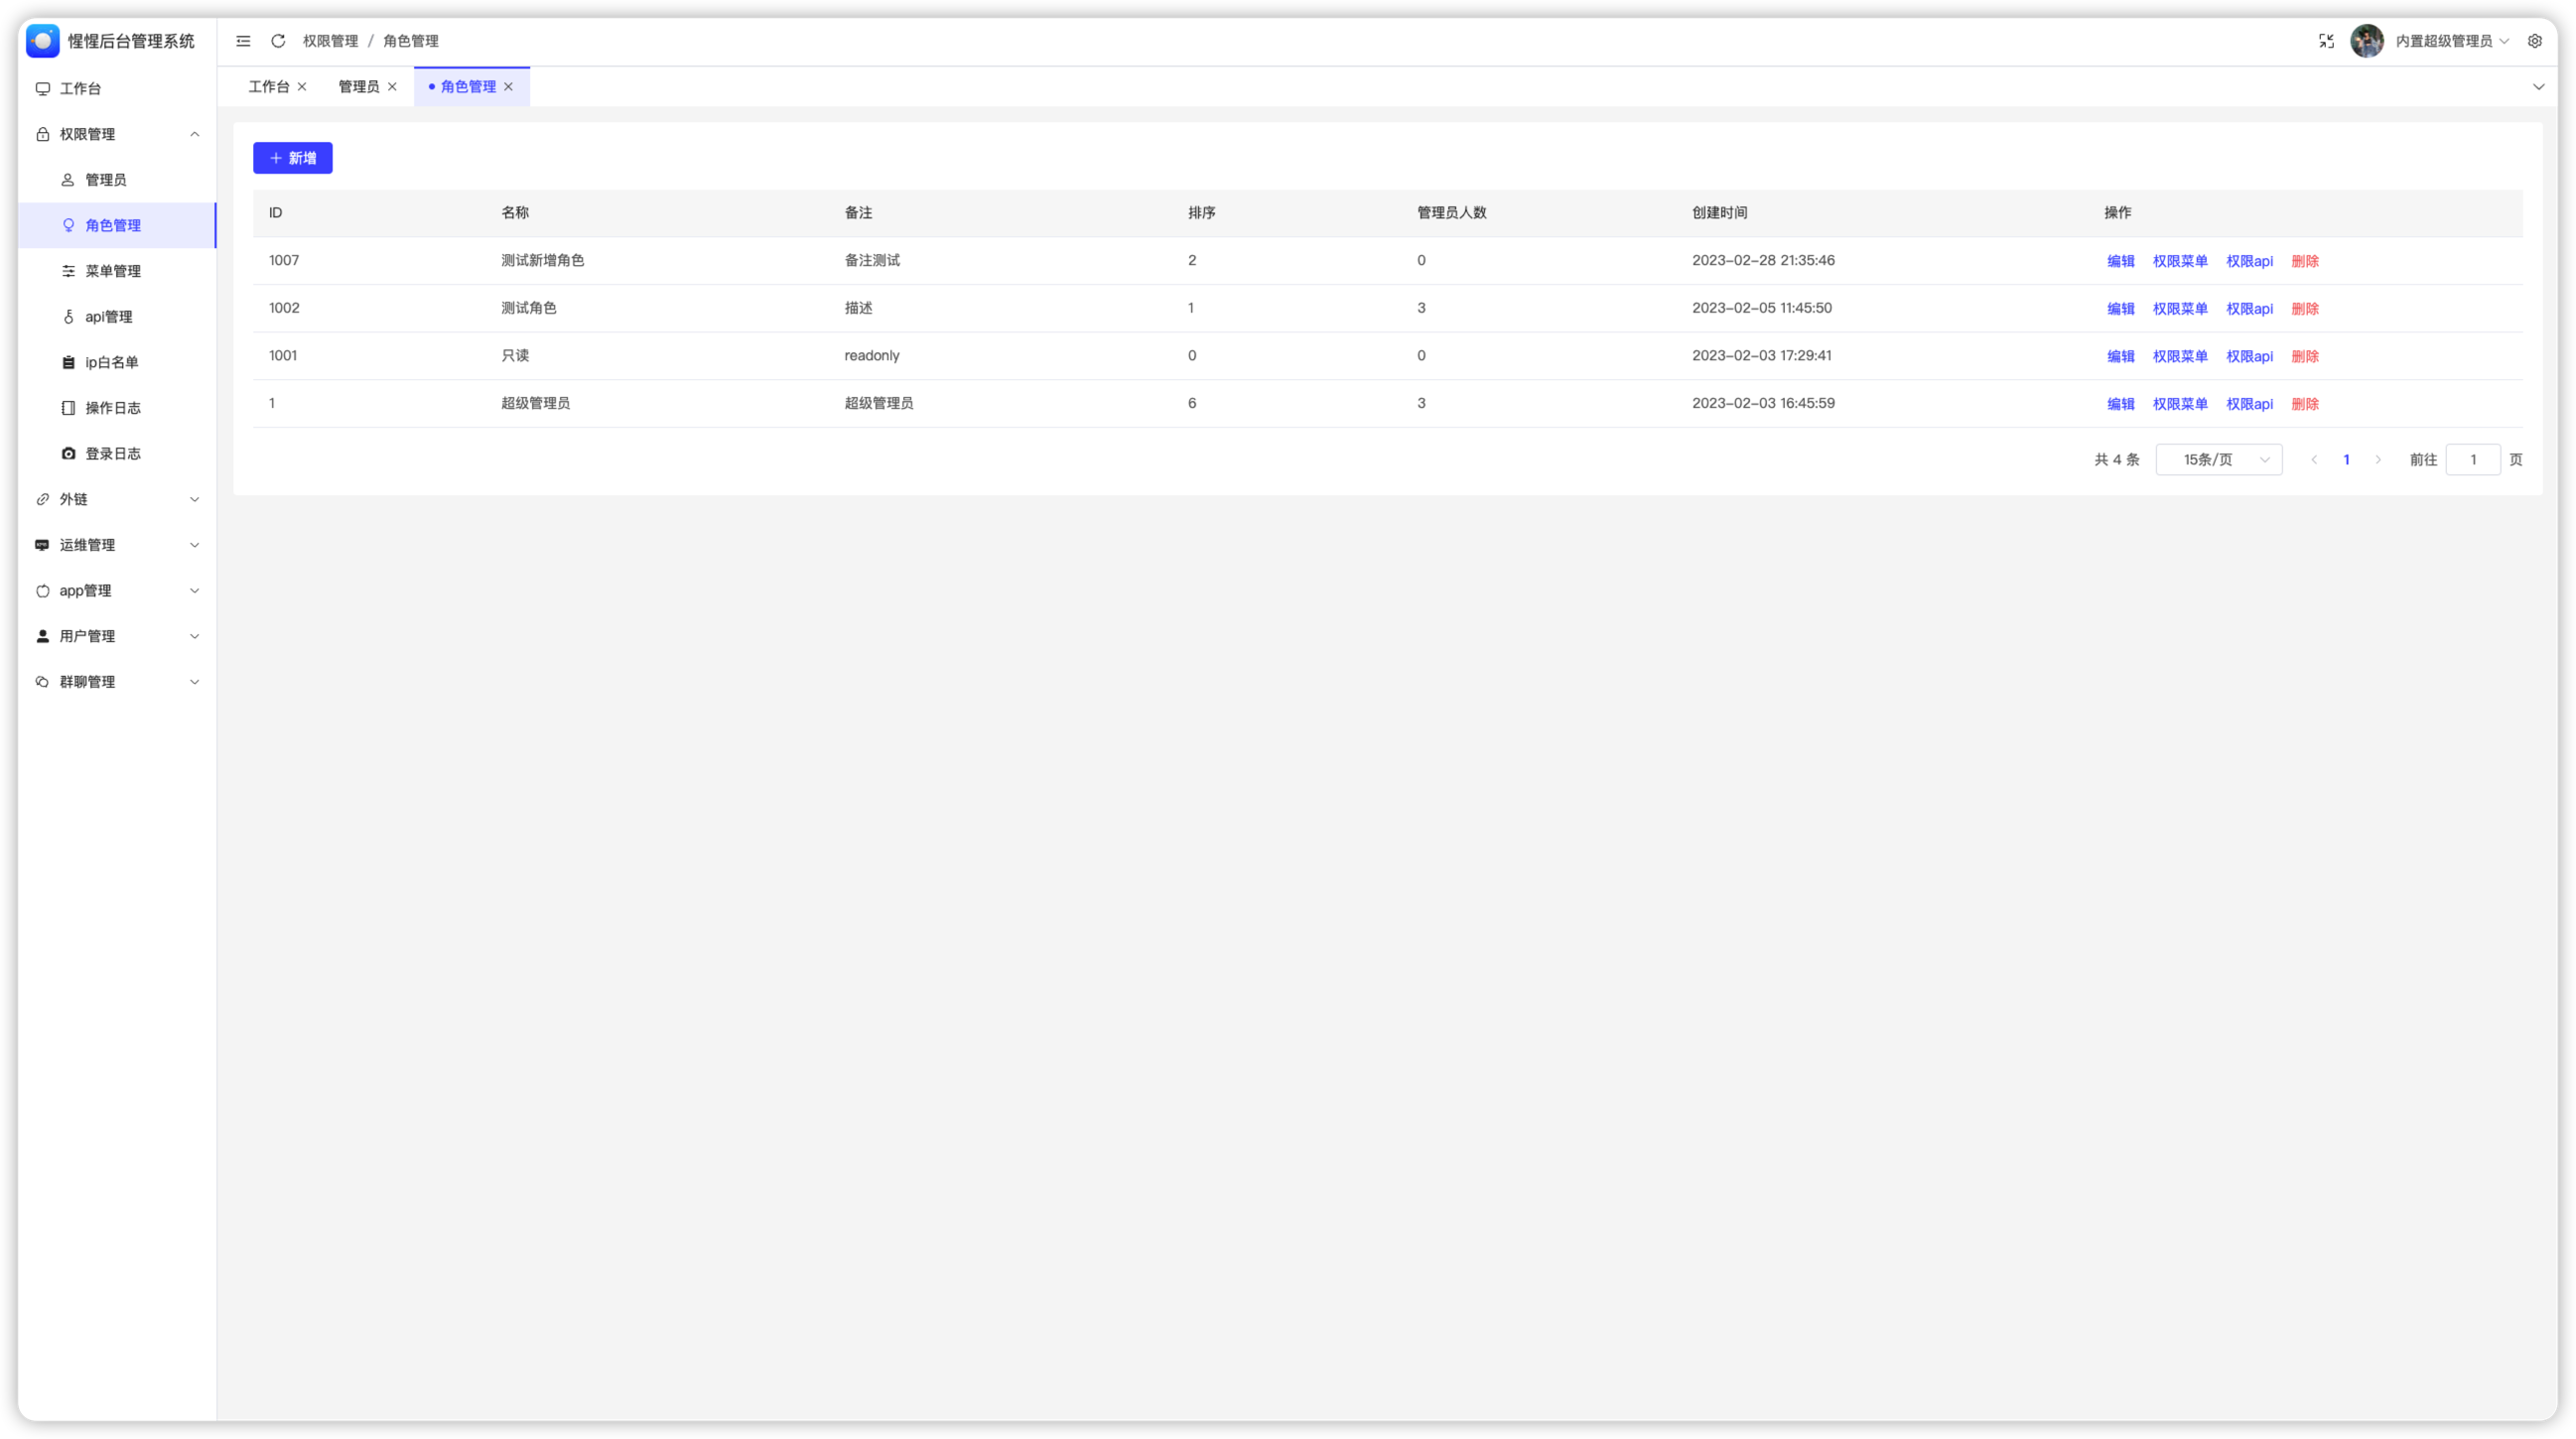 惺惺后台管理系统
权限管理 / 角色管理
内置超级管理员
工作台
管理员
角色管理
工作台
权限管理
管理员
角色管理
菜单管理
api管理
ip白名单
操作日志
登录日志
外链
运维管理
app管理
用户管理
群聊管理
新增
ID 名称 备注 排序 管理员人数 创建时间 操作
1007 测试新增角色 备注测试 2 0 2023-02-28 21:35:46 编辑 权限菜单 权限api 删除
1002 测试角色 描述 1 3 2023-02-05 11:45:50 编辑 权限菜单 权限api 删除
1001 只读 readonly 0 0 2023-02-03 17:29:41 编辑 权限菜单 权限api 删除
1 超级管理员 超级管理员 6 3 2023-02-03 16:45:59 编辑 权限菜单 权限api 删除
共 4 条 15条/页 1 前往 1 页